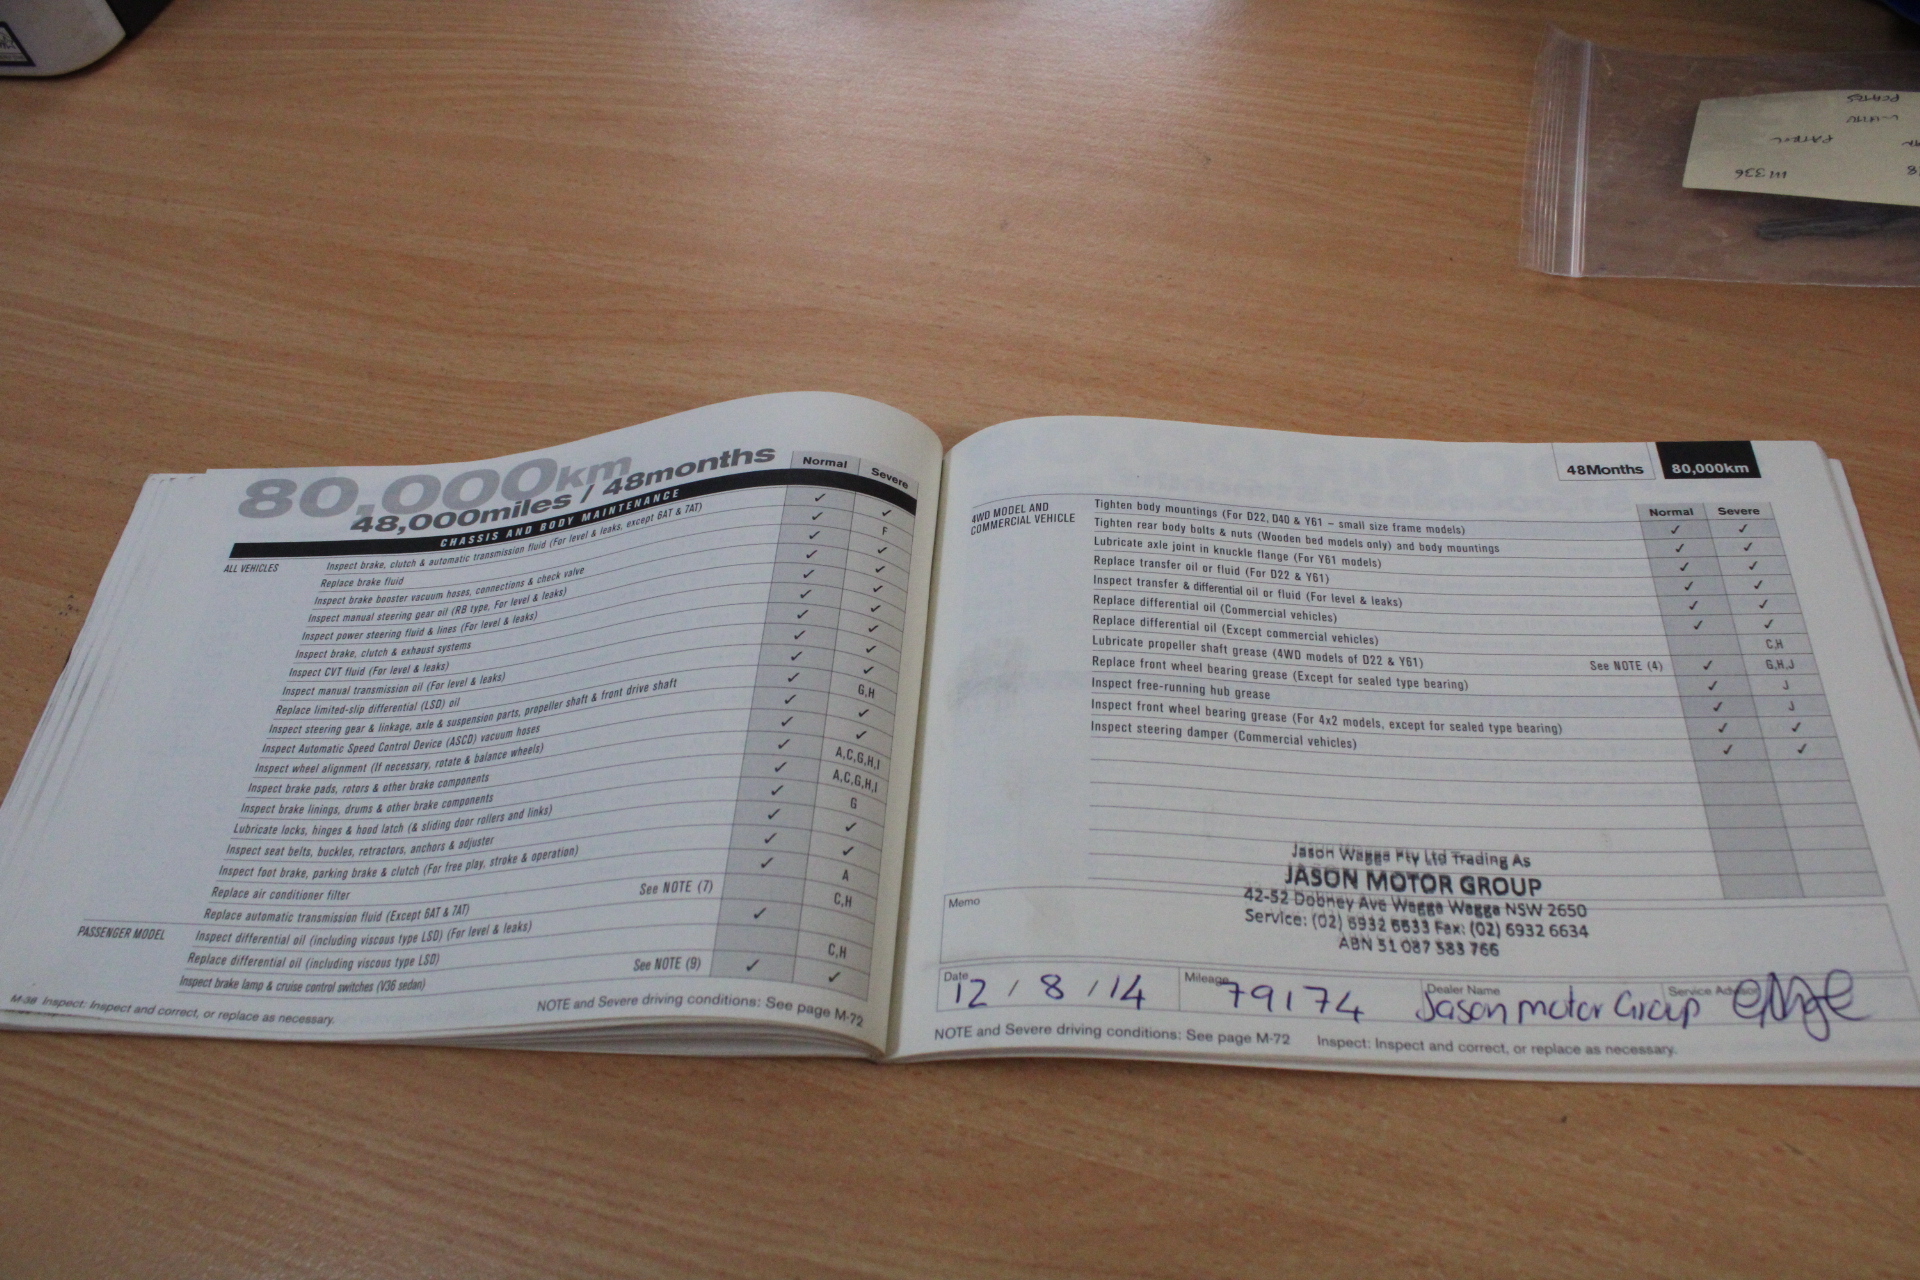 80,000km
48,000miles / 48months
Normal Severe
CHASSIS AND BODY MAINTENANCE
ALL VEHICLES
Inspect brake, clutch & automatic transmission fluid (For level & leaks, except 6AT & 7AT) ✓ ✓
Replace brake fluid ✓ F
Inspect brake booster vacuum hoses, connections & check valve ✓ ✓
Inspect manual steering gear oil (RB type, For level & leaks) ✓ ✓
Inspect power steering fluid & lines (For level & leaks) ✓ ✓
Inspect brake, clutch & exhaust systems ✓ ✓
Inspect CVT fluid (For level & leaks) ✓ ✓
Inspect manual transmission oil (For level & leaks) ✓ ✓
Replace limited-slip differential (LSD) oil ✓ ✓
Inspect steering gear & linkage, axle & suspension parts, propeller shaft & front drive shaft ✓ G,H
Inspect Automatic Speed Control Device (ASCD) vacuum hoses ✓ ✓
Inspect wheel alignment (If necessary, rotate & balance wheels) ✓ ✓
Inspect brake pads, rotors & other brake components ✓ A,C,G,H,I
Inspect brake linings, drums & other brake components ✓ A,C,G,H,I
Lubricate locks, hinges & hood latch (& sliding door rollers and links) ✓ G
Inspect seat belts, buckles, retractors, anchors & adjuster ✓ ✓
Inspect foot brake, parking brake & clutch (For free play, stroke & operation) ✓ ✓
Replace air conditioner filter ✓ A
Replace automatic transmission fluid (Except 6AT & 7AT) See NOTE (7) C,H
PASSENGER MODEL
Inspect differential oil (including viscous type LSD) (For level & leaks) ✓
Replace differential oil (including viscous type LSD) C,H
Inspect brake lamp & cruise control switches (V36 sedan) See NOTE (9) ✓ ✓
M-38 Inspect: Inspect and correct, or replace as necessary.
NOTE and Severe driving conditions: See page M-72
48Months 80,000km
Normal Severe
4WD MODEL AND
COMMERCIAL VEHICLE
Tighten body mountings (For D22, D40 & Y61 – small size frame models) ✓ ✓
Tighten rear body bolts & nuts (Wooden bed models only) and body mountings ✓ ✓
Lubricate axle joint in knuckle flange (For Y61 models) ✓ ✓
Replace transfer oil or fluid (For D22 & Y61) ✓ ✓
Inspect transfer & differential oil or fluid (For level & leaks) ✓ ✓
Replace differential oil (Commercial vehicles) ✓ ✓
Replace differential oil (Except commercial vehicles) C,H
Lubricate propeller shaft grease (4WD models of D22 & Y61) See NOTE (4) ✓ G,H,J
Replace front wheel bearing grease (Except for sealed type bearing) ✓ J
Inspect free-running hub grease ✓ J
Inspect front wheel bearing grease (For 4x2 models, except for sealed type bearing) ✓ ✓
Inspect steering damper (Commercial vehicles) ✓ ✓
Jason Wagga Pty Ltd Trading As
JASON MOTOR GROUP
42-52 Dobney Ave Wagga Wagga NSW 2650
Service: (02) 6932 6633 Fax: (02) 6932 6634
ABN 51 087 583 766
Memo
Date 12 / 8 / 14
Mileage 79174
Dealer Name Jason motor Group
Service Advisor
NOTE and Severe driving conditions: See page M-72
Inspect: Inspect and correct, or replace as necessary.
PATROL